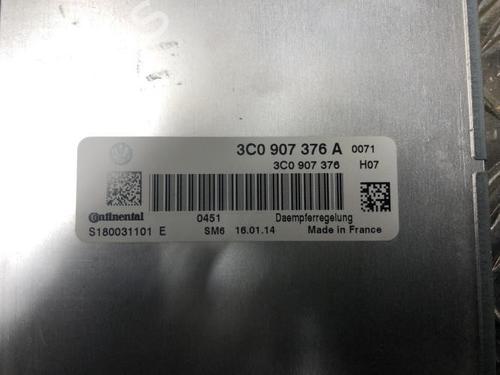 3C0 907 376 A 0071
3C0 907 376 H07
Continental 0451 Daempferregelung
S180031101 E SM6 16.01.14 Made in France